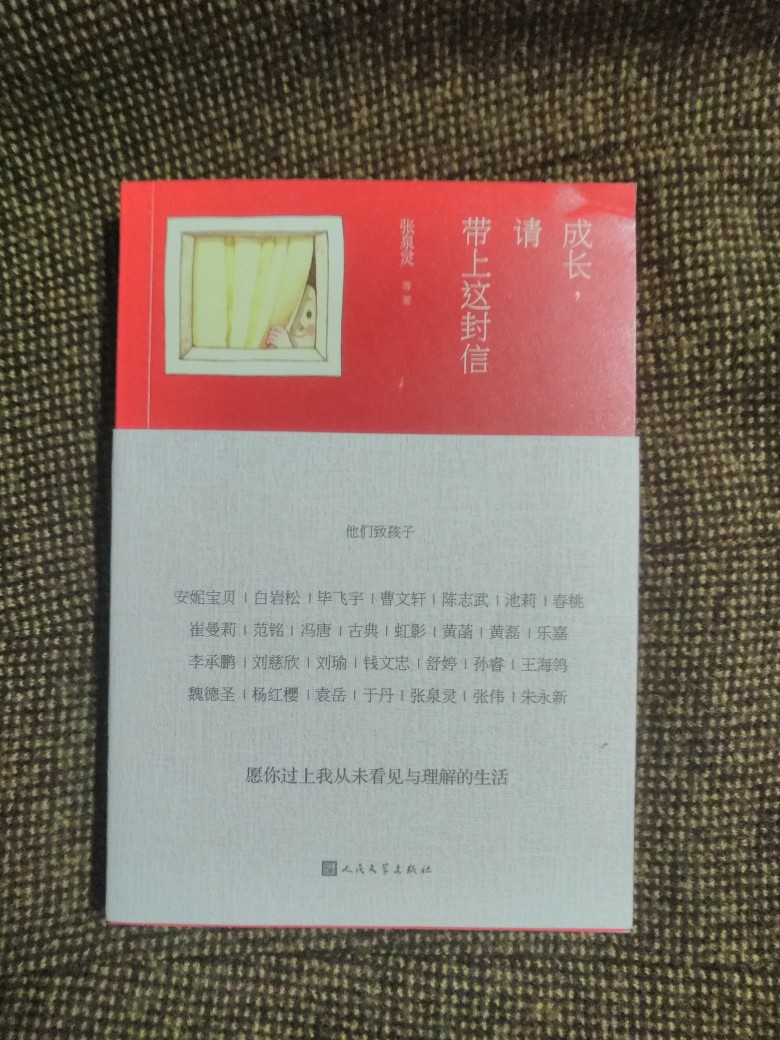 成长，
请
带上这封信
张泉灵 等著
他们致孩子
安妮宝贝 | 白岩松 | 毕飞宇 | 曹文轩 | 陈志武 | 池莉 | 春桃
崔曼莉 | 范铭 | 冯唐 | 古典 | 虹影 | 黄菡 | 黄磊 | 乐嘉
李承鹏 | 刘慈欣 | 刘瑜 | 钱文忠 | 舒婷 | 孙睿 | 王海鸰
魏德圣 | 杨红樱 | 袁岳 | 于丹 | 张泉灵 | 张伟 | 朱永新
愿你过上我从未看见与理解的生活
人民文学出版社